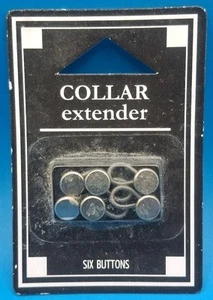 COLLAR
extender
SIX BUTTONS